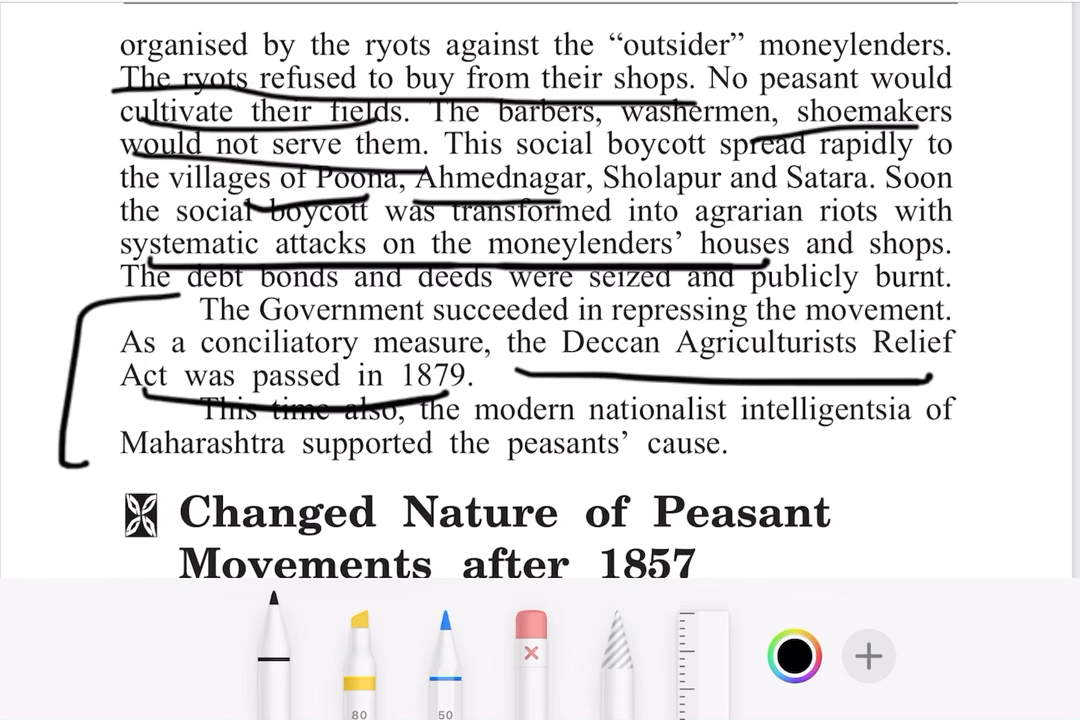 organised by the ryots against the “outsider” moneylenders.
The ryots refused to buy from their shops. No peasant would
cultivate their fields. The barbers, washermen, shoemakers
would not serve them. This social boycott spread rapidly to
the villages of Poona, Ahmednagar, Sholapur and Satara. Soon
the social boycott was transformed into agrarian riots with
systematic attacks on the moneylenders’ houses and shops.
The debt bonds and deeds were seized and publicly burnt.
The Government succeeded in repressing the movement.
As a conciliatory measure, the Deccan Agriculturists Relief
Act was passed in 1879.
This time also, the modern nationalist intelligentsia of
Maharashtra supported the peasants’ cause.
Changed Nature of Peasant
Movements after 1857
80
50